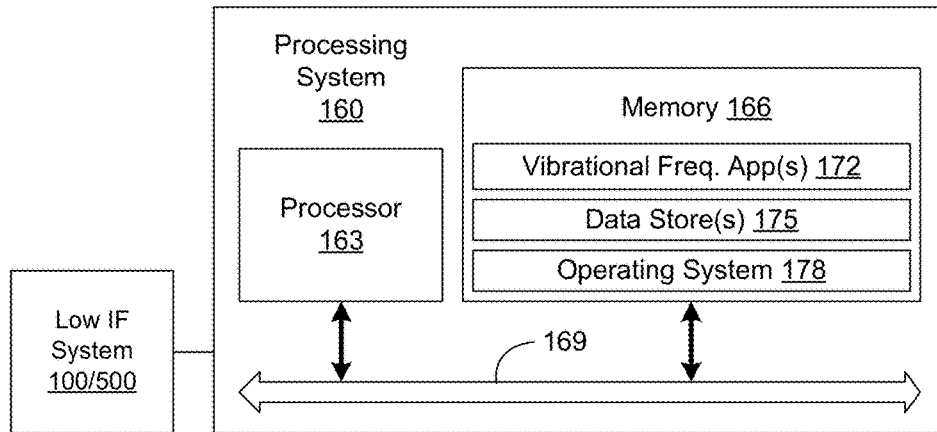 Processing
System
160
Memory 166
Vibrational Freq. App(s) 172
Data Store(s) 175
Operating System 178
Processor
163
Low IF
System
100/500
169